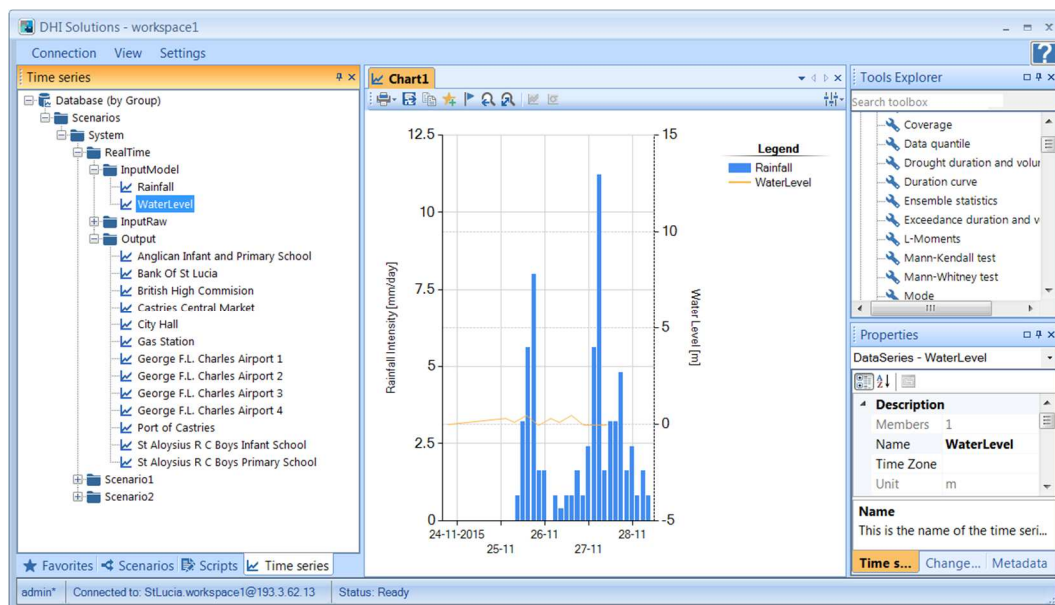 DHI Solutions - workspace1
Connection View Settings
?
Time series
Database (by Group)
Scenarios
System
RealTime
InputModel
Rainfall
WaterLevel
InputRaw
Output
Anglican Infant and Primary School
Bank Of St Lucia
British High Commision
Castries Central Market
City Hall
Gas Station
George F.L. Charles Airport 1
George F.L. Charles Airport 2
George F.L. Charles Airport 3
George F.L. Charles Airport 4
Port of Castries
St Aloysius R C Boys Infant School
St Aloysius R C Boys Primary School
Scenario1
Scenario2
Favorites Scenarios Scripts Time series
Chart1
12.5
10
7.5
5
2.5
0
Rainfall Intensity [mm/day]
15
10
5
0
-5
Water Level [m]
24-11-2015
25-11
26-11
27-11
28-11
Legend
Rainfall
WaterLevel
Tools Explorer
Search toolbox
Coverage
Data quantile
Drought duration and volur
Duration curve
Ensemble statistics
Exceedance duration and v
L-Moments
Mann-Kendall test
Mann-Whitney test
Mode
Properties
DataSeries - WaterLevel
Description
Members 1
Name WaterLevel
Time Zone
Unit m
Name
This is the name of the time seri...
Time s... Change... Metadata
admin* Connected to: StLucia.workspace1@193.3.62.13 Status: Ready